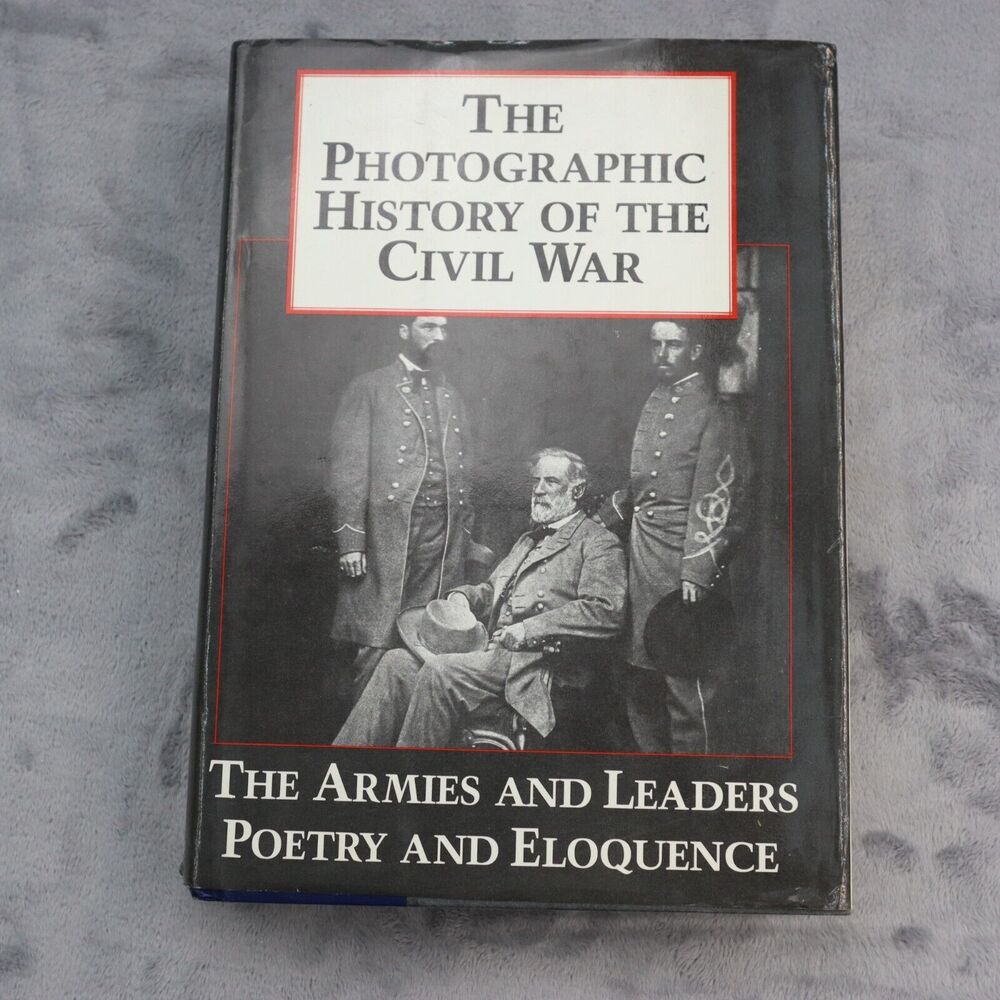 THE
PHOTOGRAPHIC
HISTORY OF THE
CIVIL WAR
THE ARMIES AND LEADERS
POETRY AND ELOQUENCE